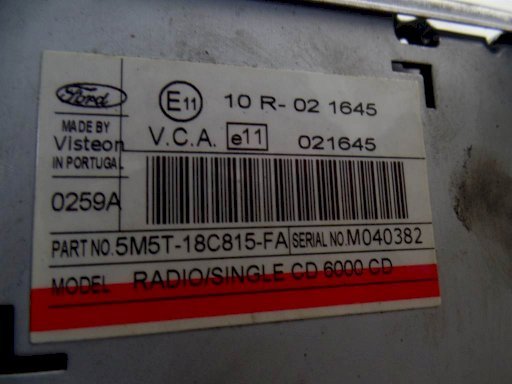 Ford E11 10 R- 02 1645
MADE BY
Visteon V.C.A. e11 021645
IN PORTUGAL
0259A
PART NO. 5M5T-18C815-FA SERIAL NO. M040382
MODEL RADIO/SINGLE CD 6000 CD